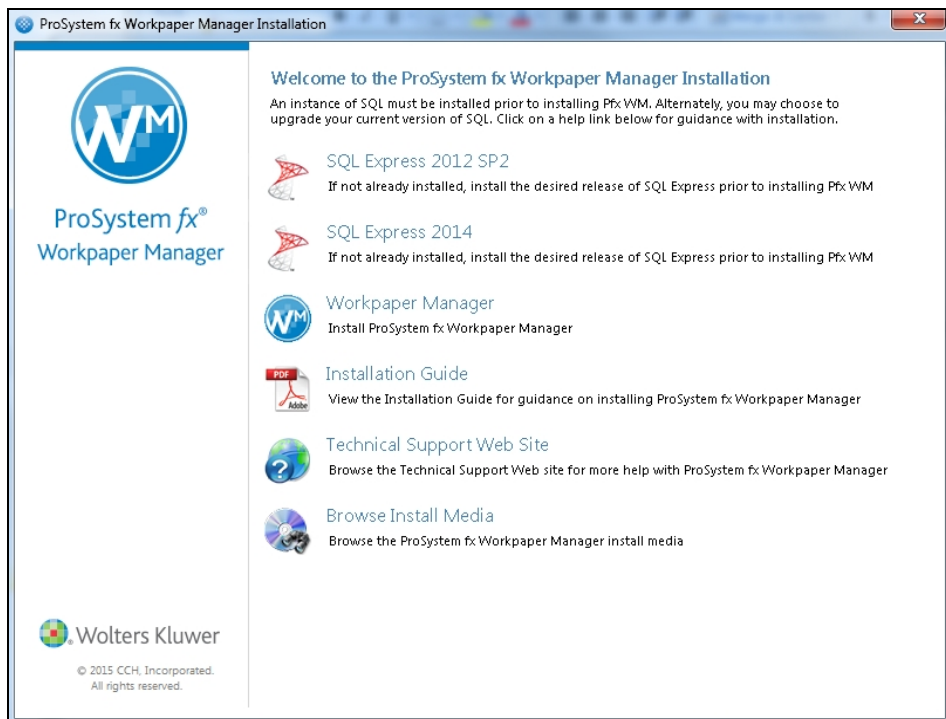 ProSystem fx Workpaper Manager Installation
WM
ProSystem fx®
Workpaper Manager
Welcome to the ProSystem fx Workpaper Manager Installation
An instance of SQL must be installed prior to installing Pfx WM. Alternately, you may choose to
upgrade your current version of SQL. Click on a help link below for guidance with installation.
SQL Express 2012 SP2
If not already installed, install the desired release of SQL Express prior to installing Pfx WM
SQL Express 2014
If not already installed, install the desired release of SQL Express prior to installing Pfx WM
WM
Workpaper Manager
Install ProSystem fx Workpaper Manager
PDF
Adobe
Installation Guide
View the Installation Guide for guidance on installing ProSystem fx Workpaper Manager
?
Technical Support Web Site
Browse the Technical Support Web site for more help with ProSystem fx Workpaper Manager
Browse Install Media
Browse the ProSystem fx Workpaper Manager install media
Wolters Kluwer
© 2015 CCH, Incorporated.
All rights reserved.